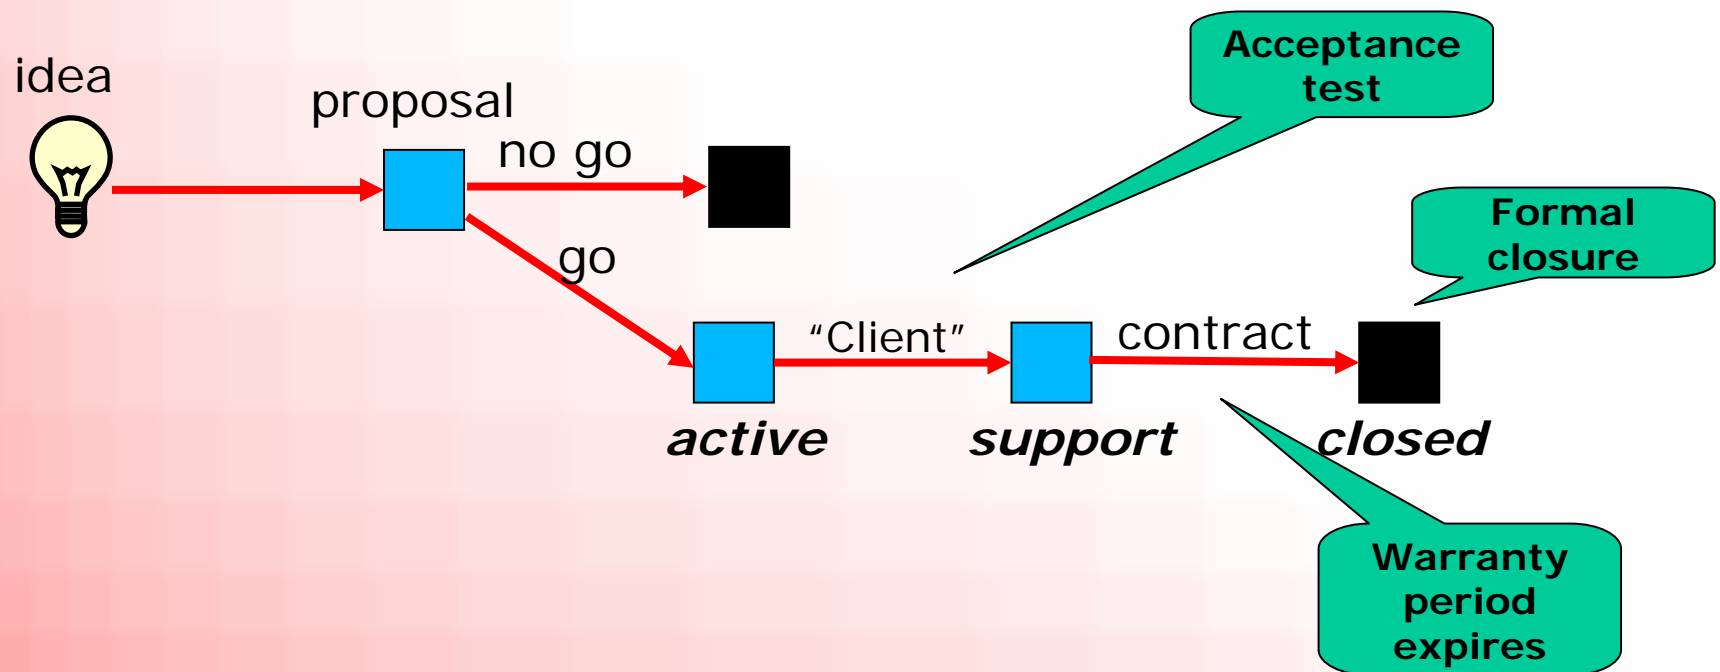 idea
proposal
no go
go
Acceptance
test
Formal
closure
“Client”
contract
active
support
closed
Warranty
period
expires